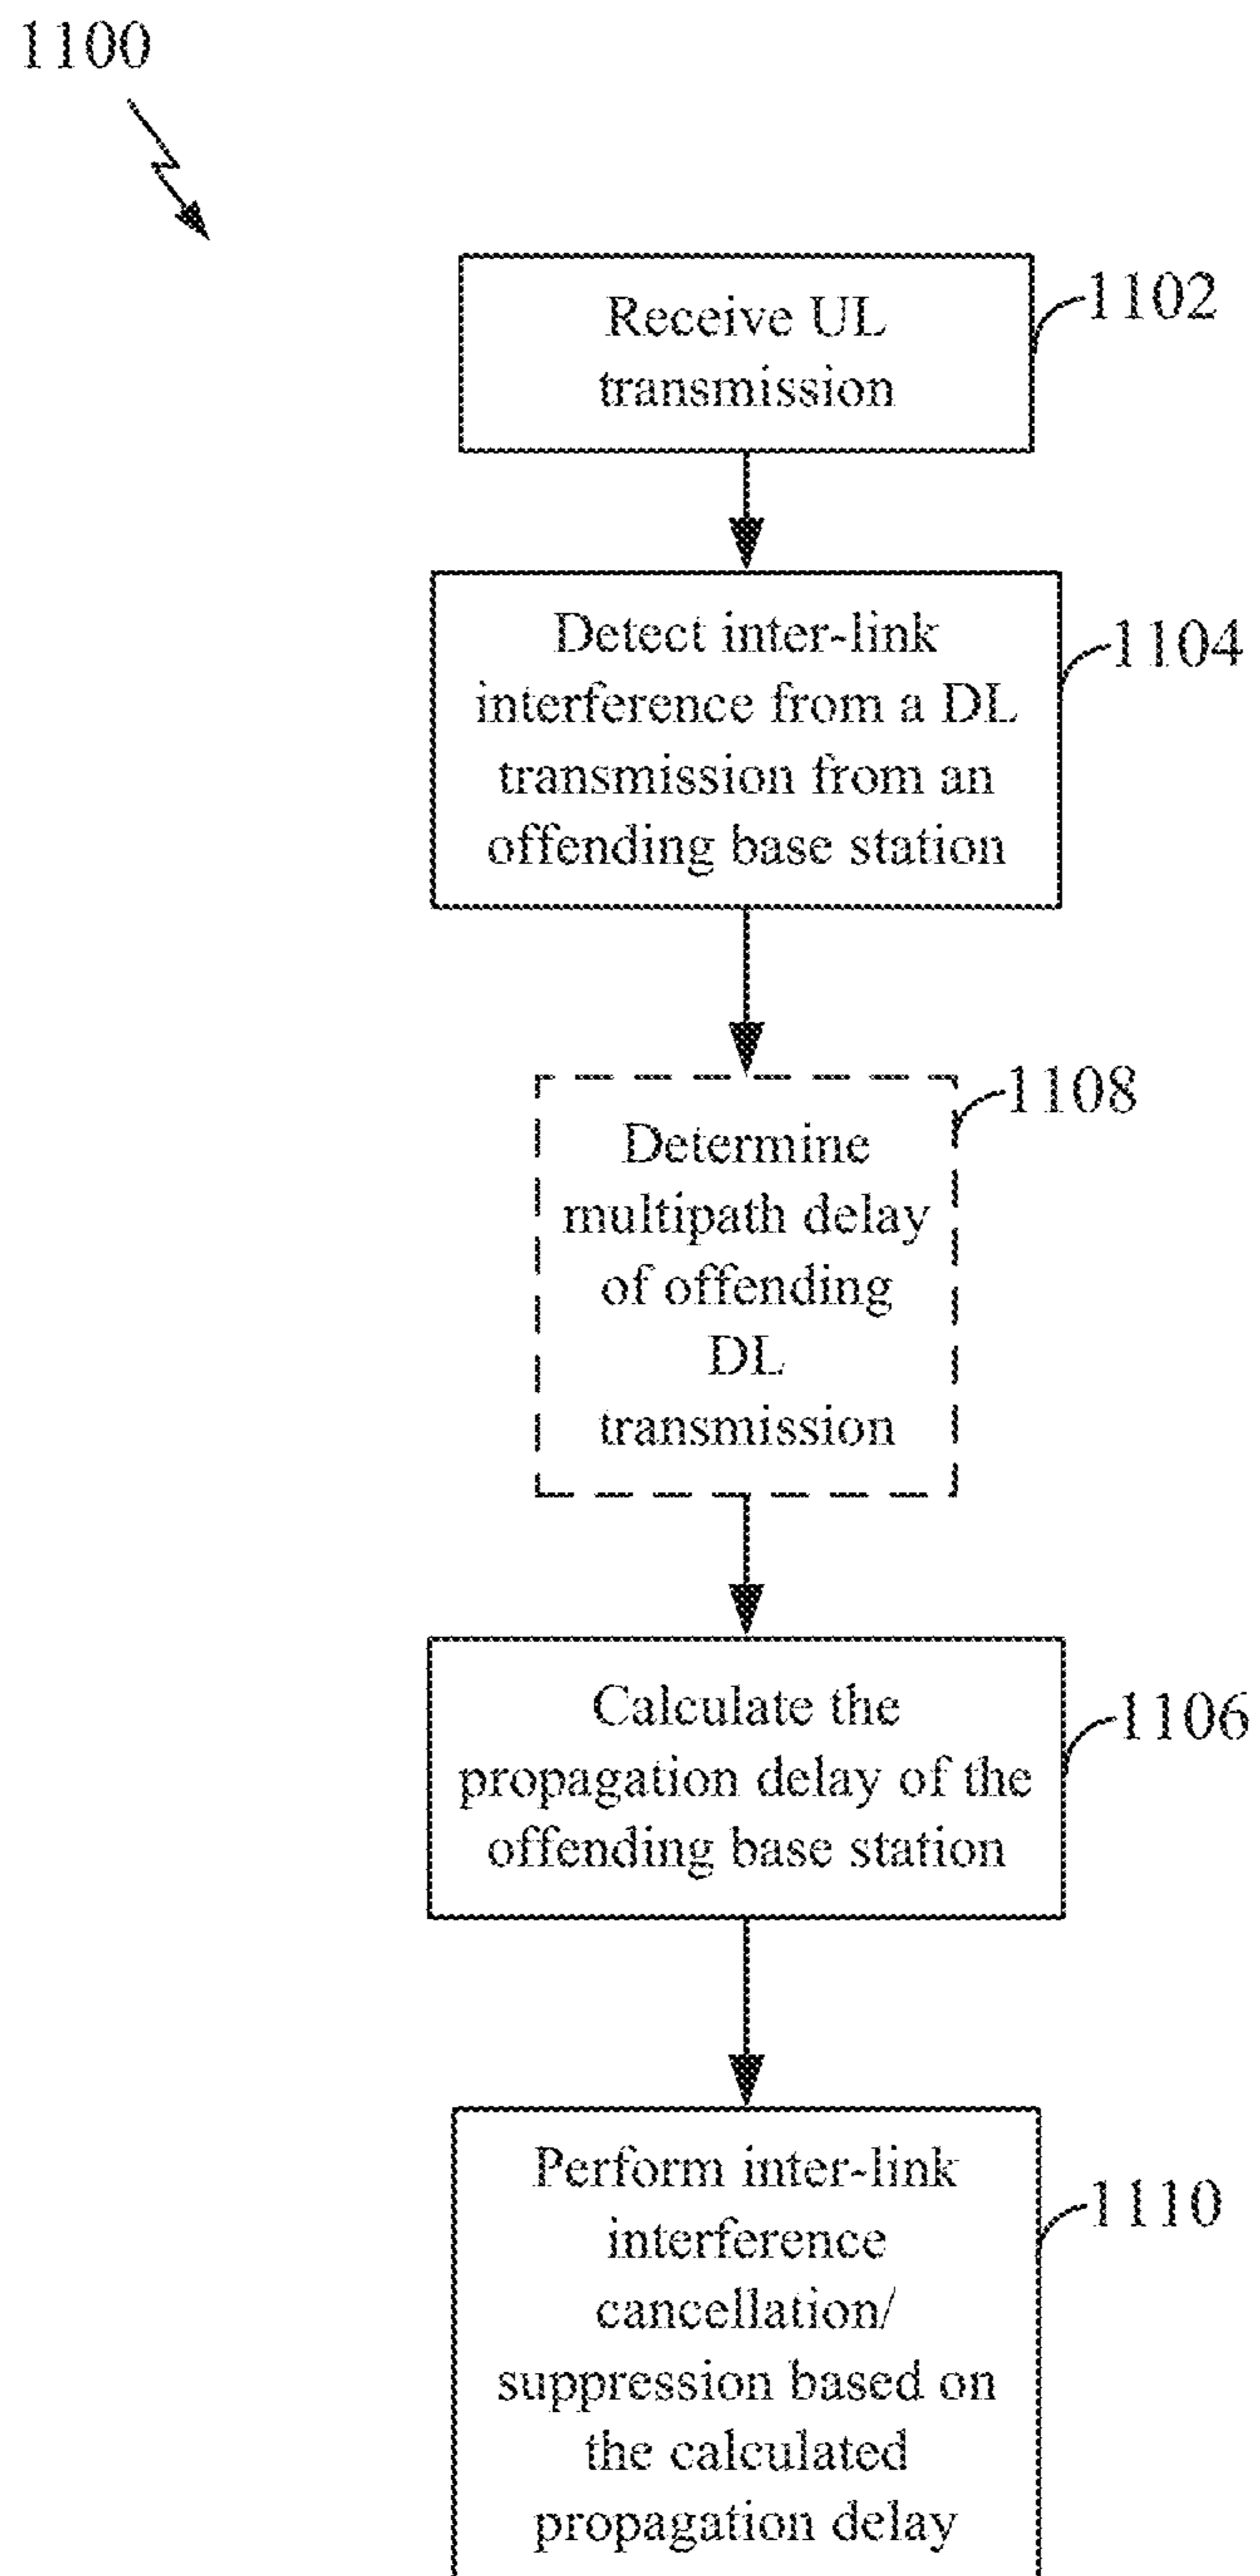 1100
Receive UL
transmission
1102
Detect inter-link
interference from a DL
transmission from an
offending base station
1104
Determine
multipath delay
of offending
DL
transmission
1108
Calculate the
propagation delay of the
offending base station
1106
Perform inter-link
interference
cancellation/
suppression based on
the calculated
propagation delay
1110